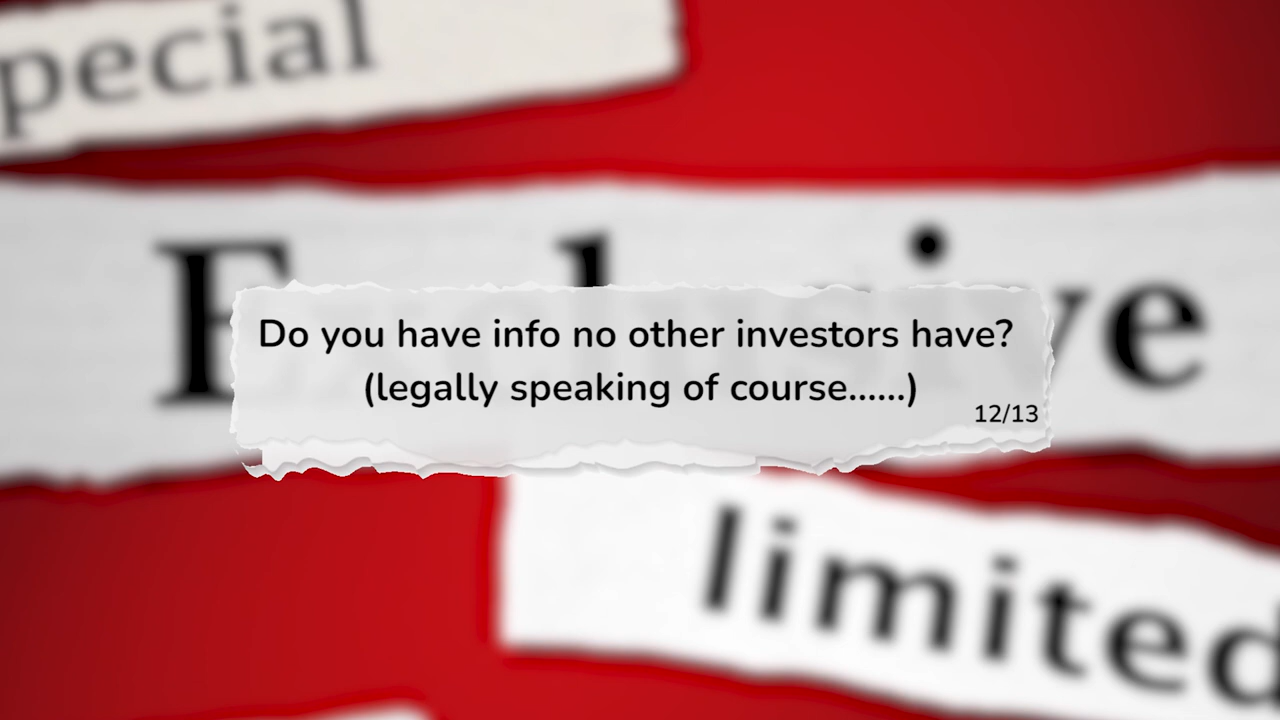 pecial
Do you have info no other investors have?
(legally speaking of course......)
12/13
limited